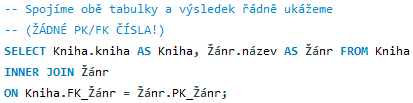 -- Spojíme obě tabulky a výsledek řádně ukážeme
-- (ŽÁDNÉ PK/FK ČÍSLA!)
SELECT Kniha.kniha AS Kniha, Žánr.název AS Žánr FROM Kniha
INNER JOIN Žánr
ON Kniha.FK_Žánr = Žánr.PK_Žánr;